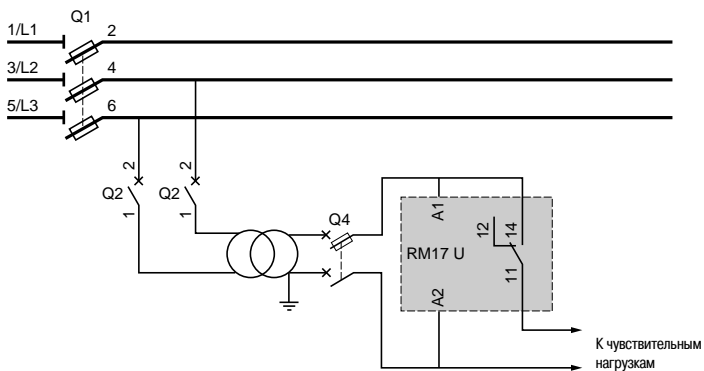 Q1
1/L1
2
3/L2
4
5/L3
6
2
2
Q2
Q2
1
1
Q4
A1
12
14
RM17 U
11
A2
К чувствительным
нагрузкам